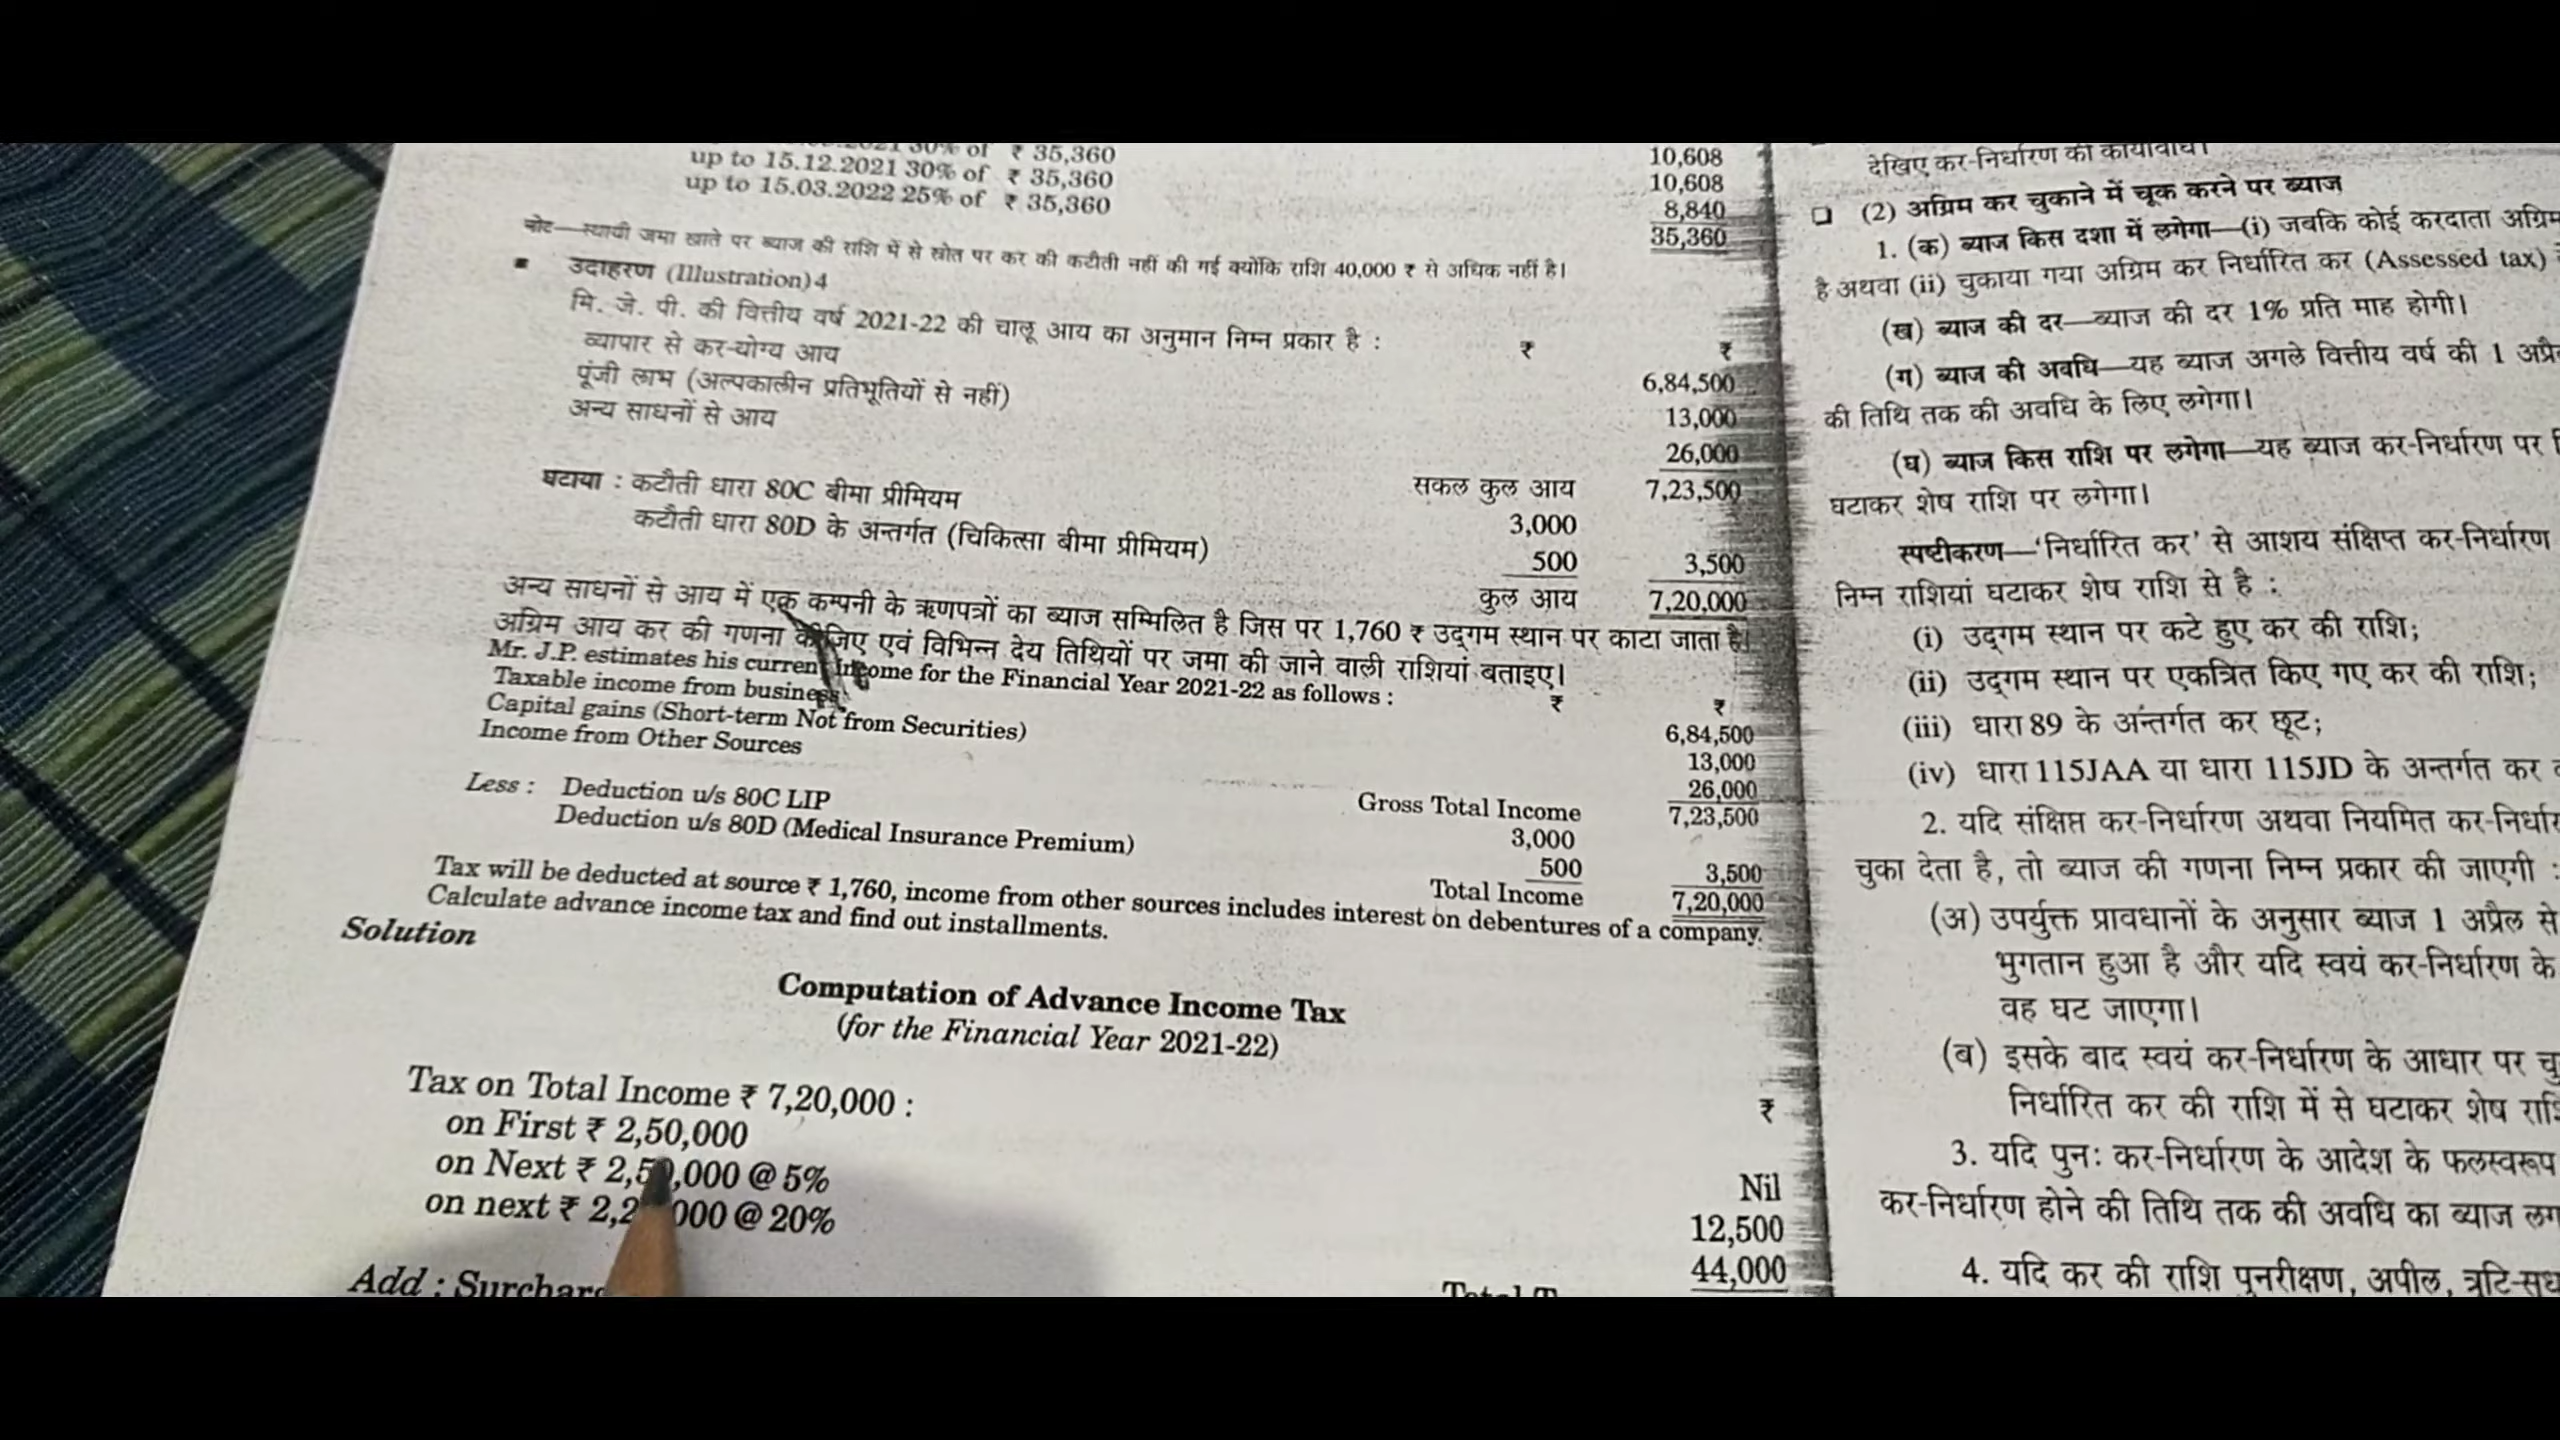 30% of ₹ 35,360
up to 15.12.2021 30% of ₹ 35,360 10,608
up to 15.03.2022 25% of ₹ 35,360 10,608
8,840
35,360
नोट—स्थायी जमा खाते पर ब्याज की राशि में से स्रोत पर कर की कटौती नहीं की गई क्योंकि राशि 40,000 ₹ से अधिक नहीं है।
■ उदाहरण (Illustration) 4
मि. जे. पी. की वित्तीय वर्ष 2021-22 की चालू आय का अनुमान निम्न प्रकार है :
₹ ₹
व्यापार से कर-योग्य आय 6,84,500
पूंजी लाभ (अल्पकालीन प्रतिभूतियों से नहीं) 13,000
अन्य साधनों से आय 26,000
सकल कुल आय 7,23,500
घटाया : कटौती धारा 80C बीमा प्रीमियम 3,000
कटौती धारा 80D के अन्तर्गत (चिकित्सा बीमा प्रीमियम) 500 3,500
कुल आय 7,20,000
अन्य साधनों से आय में एक कम्पनी के ऋणपत्रों का ब्याज सम्मिलित है जिस पर 1,760 ₹ उद्‌गम स्थान पर काटा जाता है।
अग्रिम आय कर की गणना कीजिए एवं विभिन्न देय तिथियों पर जमा की जाने वाली राशियां बताइए।
Mr. J.P. estimates his current Income for the Financial Year 2021-22 as follows :
₹ ₹
Taxable income from business 6,84,500
Capital gains (Short-term Not from Securities) 13,000
Income from Other Sources 26,000
Gross Total Income 7,23,500
Less : Deduction u/s 80C LIP 3,000
Deduction u/s 80D (Medical Insurance Premium) 500 3,500
Total Income 7,20,000
Tax will be deducted at source ₹ 1,760, income from other sources includes interest on debentures of a company.
Calculate advance income tax and find out installments.
Solution
Computation of Advance Income Tax
(for the Financial Year 2021-22)
₹
Tax on Total Income ₹ 7,20,000 :
on First ₹ 2,50,000 Nil
on Next ₹ 2,50,000 @ 5% 12,500
on next ₹ 000 @ 20% 44,000
Add :
देखिए कर-निर्धारण की कार्यविधि।
❑ (2) अग्रिम कर चुकाने में चूक करने पर ब्याज
1. (क) ब्याज किस दशा में लगेगा—(i) जबकि कोई करदाता अग्रिम
है अथवा (ii) चुकाया गया अग्रिम कर निर्धारित कर (Assessed tax)
(ख) ब्याज की दर—ब्याज की दर 1% प्रति माह होगी।
(ग) ब्याज की अवधि—यह ब्याज अगले वित्तीय वर्ष की 1
की तिथि तक की अवधि के लिए लगेगा।
(घ) ब्याज किस राशि पर लगेगा—यह ब्याज कर-निर्धारण पर
घटाकर शेष राशि पर लगेगा।
स्पष्टीकरण—‘निर्धारित कर’ से आशय संक्षिप्त कर-निर्धारण
निम्न राशियां घटाकर शेष राशि से है :
(i) उद्‌गम स्थान पर कटे हुए कर की राशि;
(ii) उद्‌गम स्थान पर एकत्रित किए गए कर की राशि;
(iii) धारा 89 के अन्तर्गत कर छूट;
(iv) धारा 115JAA या धारा 115JD के अन्तर्गत कर
2. यदि संक्षिप्त कर-निर्धारण अथवा नियमित
चुका देता है, तो ब्याज की गणना निम्न प्रकार की जाएगी :
(अ) उपर्युक्त प्रावधानों के अनुसार ब्याज 1 अप्रैल से
भुगतान हुआ है और यदि स्वयं कर-निर्धारण के
वह घट जाएगा।
(ब) इसके बाद स्वयं कर-निर्धारण के आधार पर
निर्धारित कर की राशि में से घटाकर शेष
3. यदि पुनः कर-निर्धारण के आदेश के फलस्वरूप
कर-निर्धारण होने की तिथि तक की अवधि का ब्याज
4. यदि कर की राशि पुनरीक्षण, अपील,